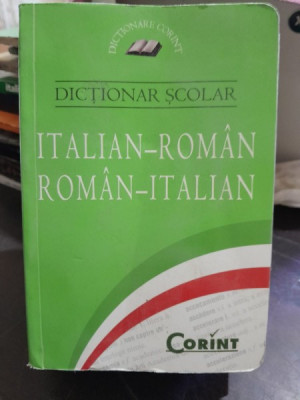 DICȚIONARE CORINT
DICȚIONAR ȘCOLAR
ITALIAN–ROMÂN
ROMÂN–ITALIAN
CORINT